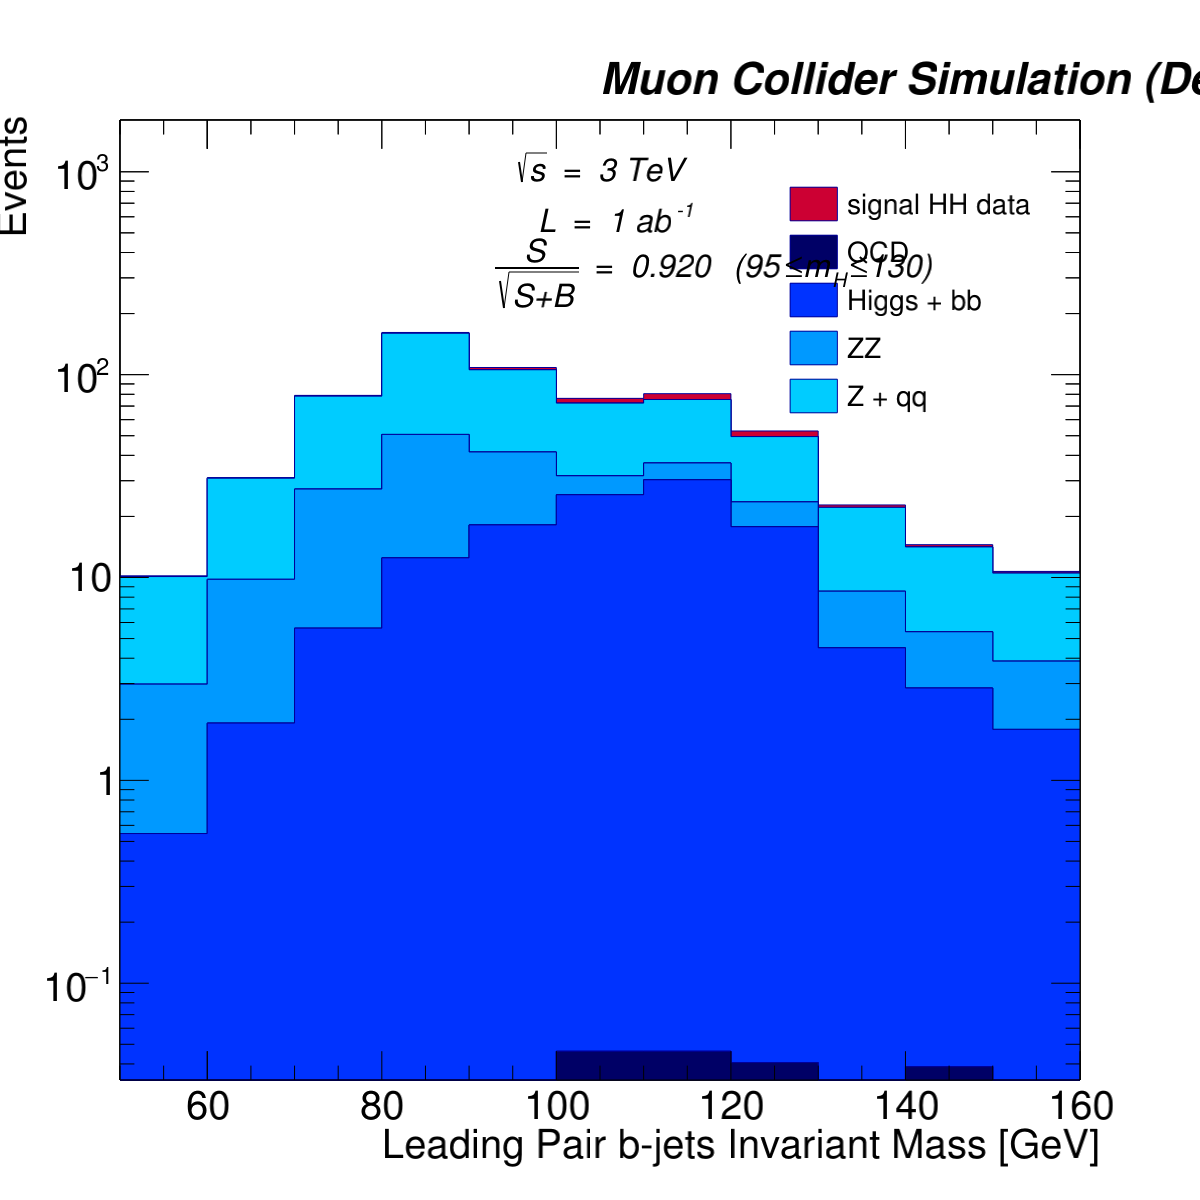 Muon Collider Simulation (De
Events
√s = 3 TeV
L = 1 ab⁻¹
S/√S+B = 0.920 (95≤m_H≤130)
signal HH data
QCD
Higgs + bb
ZZ
Z + qq
10³
10²
10
1
10⁻¹
60 80 100 120 140 160
Leading Pair b-jets Invariant Mass [GeV]